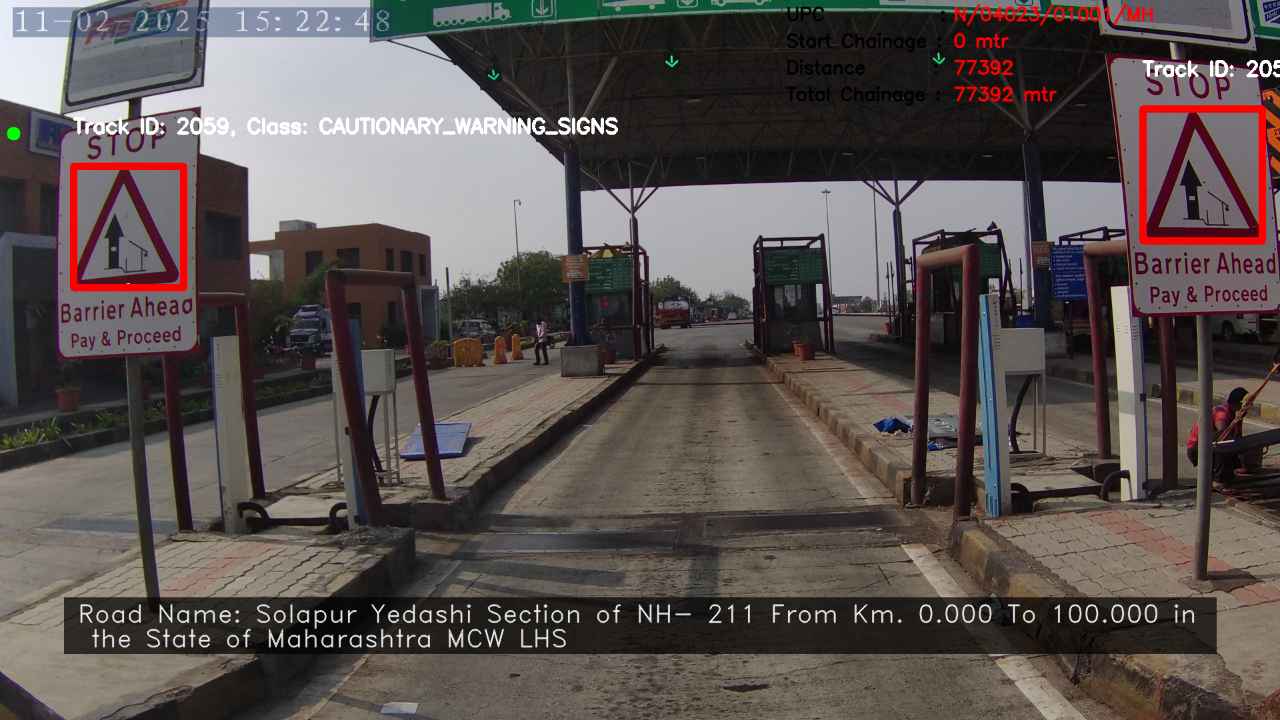 11-02-2025 15:22:48
UPC : N/04023/01001/MH
Start Chainage : 0 mtr
Distance : 77392
Total Chainage : 77392 mtr
Track ID: 2059, Class: CAUTIONARY_WARNING_SIGNS
Track ID: 205
STOP
Barrier Ahead
Pay & Proceed
STOP
Barrier Ahead
Pay & Proceed
Road Name: Solapur Yedashi Section of NH- 211 From Km. 0.000 To 100.000 in
the State of Maharashtra MCW LHS